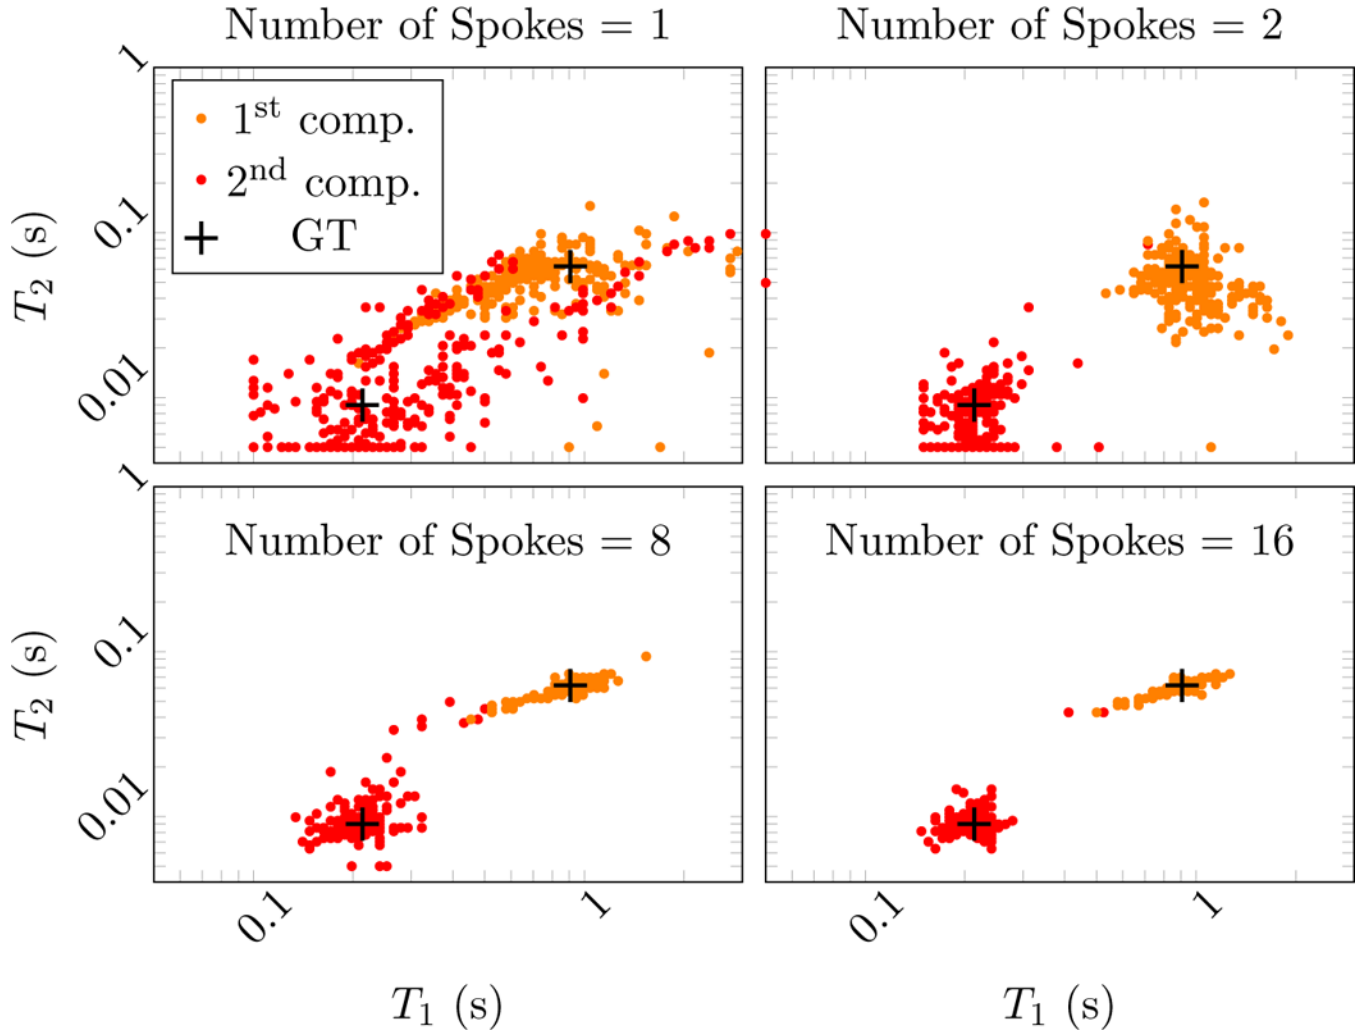 Number of Spokes = 1
Number of Spokes = 2
1st comp.
2nd comp.
GT
T2 (s)
1
0.1
0.01
Number of Spokes = 8
Number of Spokes = 16
T2 (s)
1
0.1
0.01
0.1
1
0.1
1
T1 (s)
T1 (s)